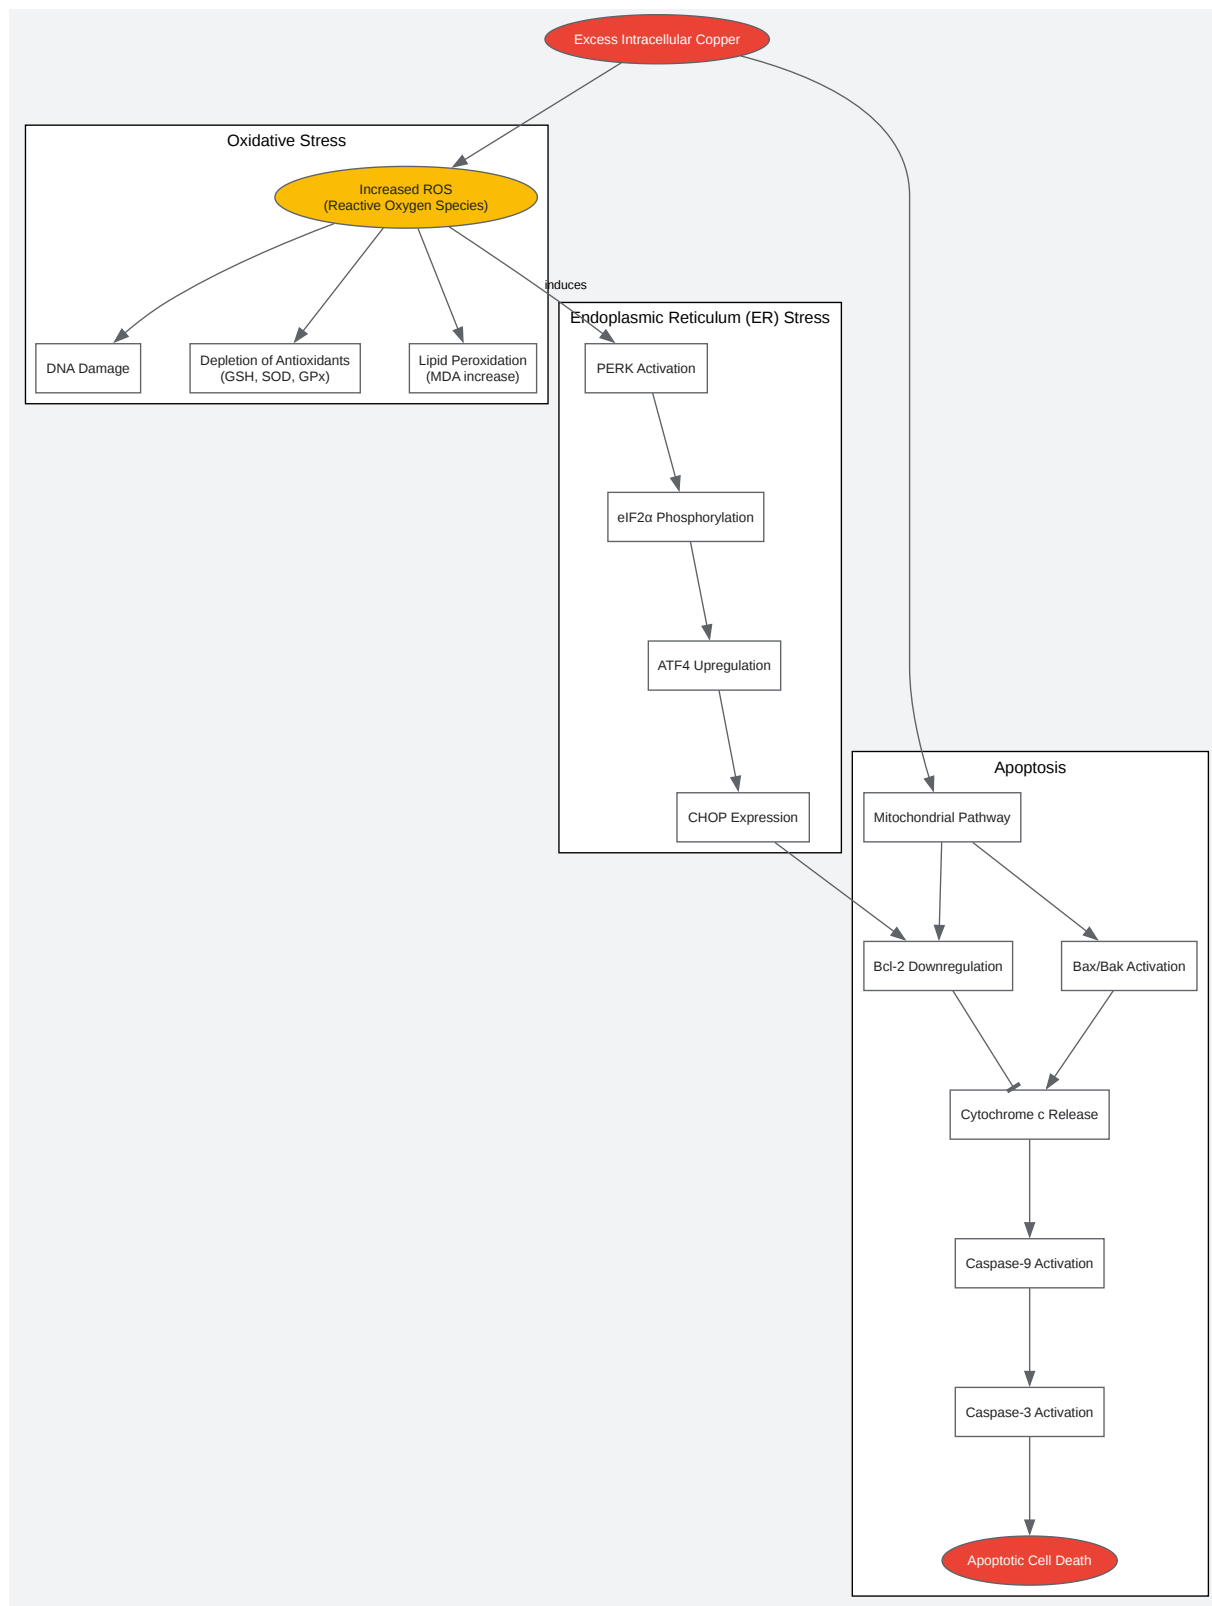 Excess Intracellular Copper
Oxidative Stress
Increased ROS
(Reactive Oxygen Species)
induces
Endoplasmic Reticulum (ER) Stress
DNA Damage
Depletion of Antioxidants
(GSH, SOD, GPx)
Lipid Peroxidation
(MDA increase)
PERK Activation
eIF2α Phosphorylation
ATF4 Upregulation
CHOP Expression
Apoptosis
Mitochondrial Pathway
Bcl-2 Downregulation
Bax/Bak Activation
Cytochrome c Release
Caspase-9 Activation
Caspase-3 Activation
Apoptotic Cell Death